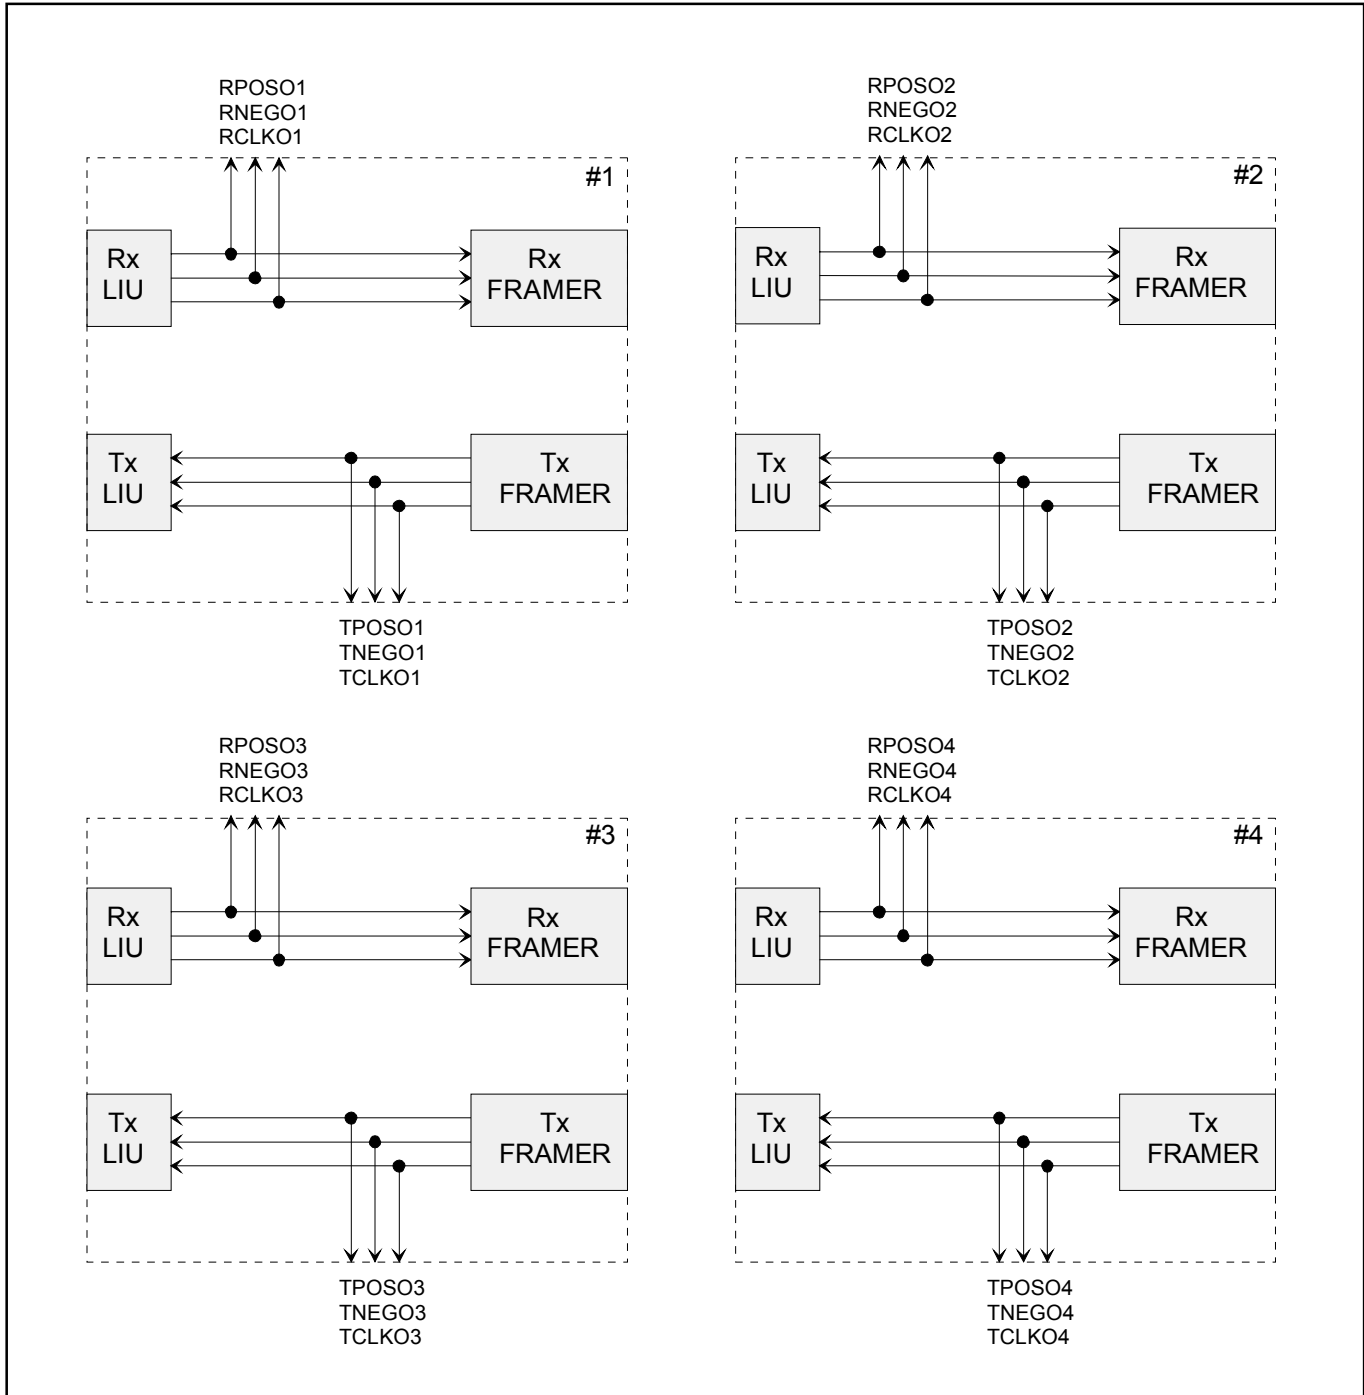 RPOSO1
RNEGO1
RCLKO1
#1
Rx
LIU
Rx
FRAMER
Tx
LIU
Tx
FRAMER
TPOSO1
TNEGO1
TCLKO1
RPOSO2
RNEGO2
RCLKO2
#2
Rx
LIU
Rx
FRAMER
Tx
LIU
Tx
FRAMER
TPOSO2
TNEGO2
TCLKO2
RPOSO3
RNEGO3
RCLKO3
#3
Rx
LIU
Rx
FRAMER
Tx
LIU
Tx
FRAMER
TPOSO3
TNEGO3
TCLKO3
RPOSO4
RNEGO4
RCLKO4
#4
Rx
LIU
Rx
FRAMER
Tx
LIU
Tx
FRAMER
TPOSO4
TNEGO4
TCLKO4